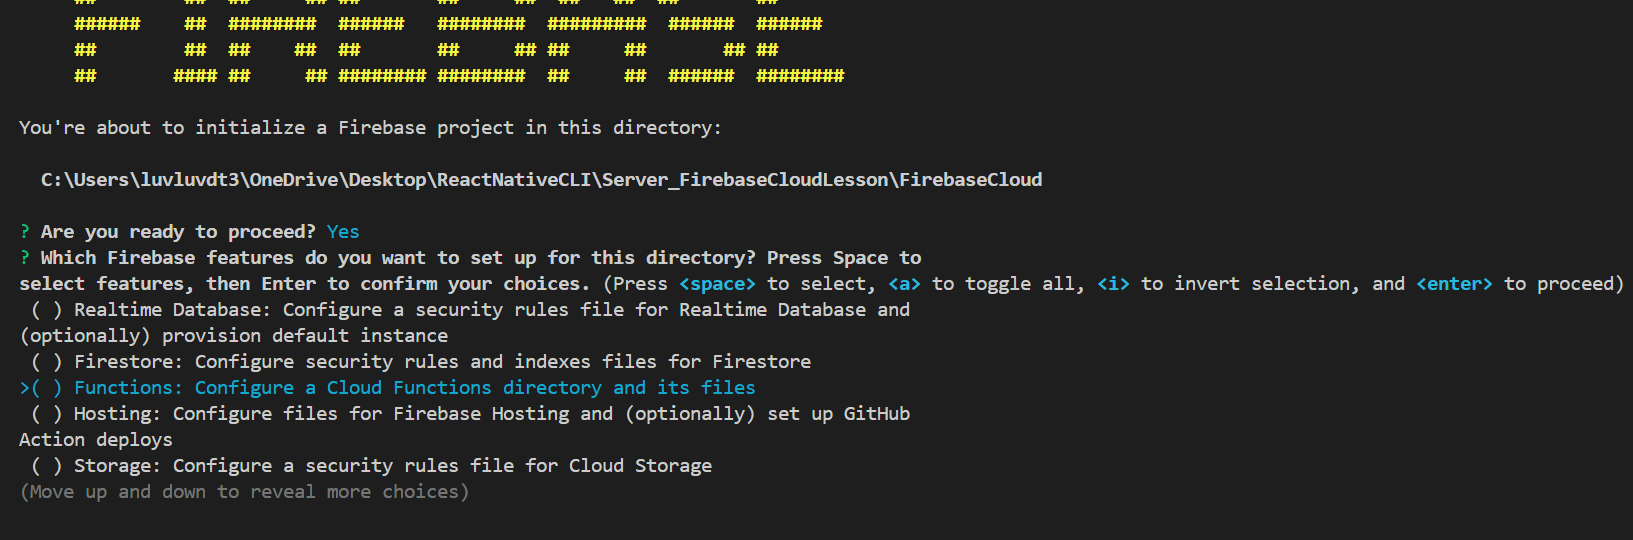 ##        ##  ##     ## ##       ##     ##  ##   ##  ##       ##
######    ##  ########  ######   ########  #########  ######  ######
##        ##  ##    ##  ##       ##     ## ##     ##       ## ##
##       #### ##     ## ######## ########  ##     ##  ######  ########
You're about to initialize a Firebase project in this directory:
C:\Users\luvluvdt3\OneDrive\Desktop\ReactNativeCLI\Server_FirebaseCloudLesson\FirebaseCloud
? Are you ready to proceed? Yes
? Which Firebase features do you want to set up for this directory? Press Space to
select features, then Enter to confirm your choices. (Press <space> to select, <a> to toggle all, <i> to invert selection, and <enter> to proceed)
( ) Realtime Database: Configure a security rules file for Realtime Database and
(optionally) provision default instance
( ) Firestore: Configure security rules and indexes files for Firestore
>( ) Functions: Configure a Cloud Functions directory and its files
( ) Hosting: Configure files for Firebase Hosting and (optionally) set up GitHub
Action deploys
( ) Storage: Configure a security rules file for Cloud Storage
(Move up and down to reveal more choices)